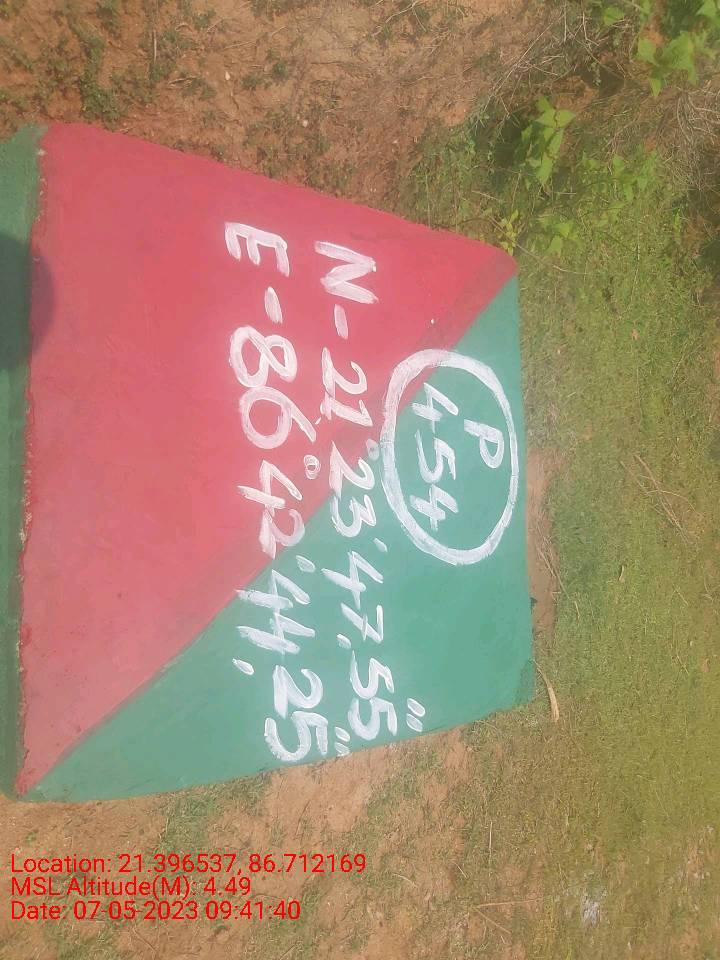 P
454
N-21°23'47.55"
E-86°42'44.25"
Location: 21.396537, 86.712169
MSL Altitude(M): 4.49
Date: 07-05-2023 09:41:40